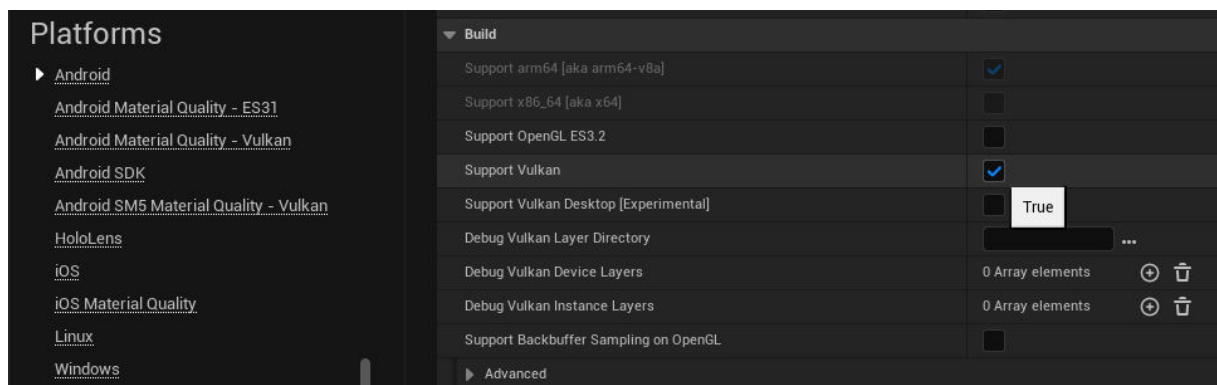 Platforms
Android
Android Material Quality - ES31
Android Material Quality - Vulkan
Android SDK
Android SM5 Material Quality - Vulkan
HoloLens
iOS
iOS Material Quality
Linux
Windows
Build
Support arm64 [aka arm64-v8a]
Support x86_64 [aka x64]
Support OpenGL ES3.2
Support Vulkan
Support Vulkan Desktop [Experimental]
True
Debug Vulkan Layer Directory
Debug Vulkan Device Layers 0 Array elements
Debug Vulkan Instance Layers 0 Array elements
Support Backbuffer Sampling on OpenGL
Advanced